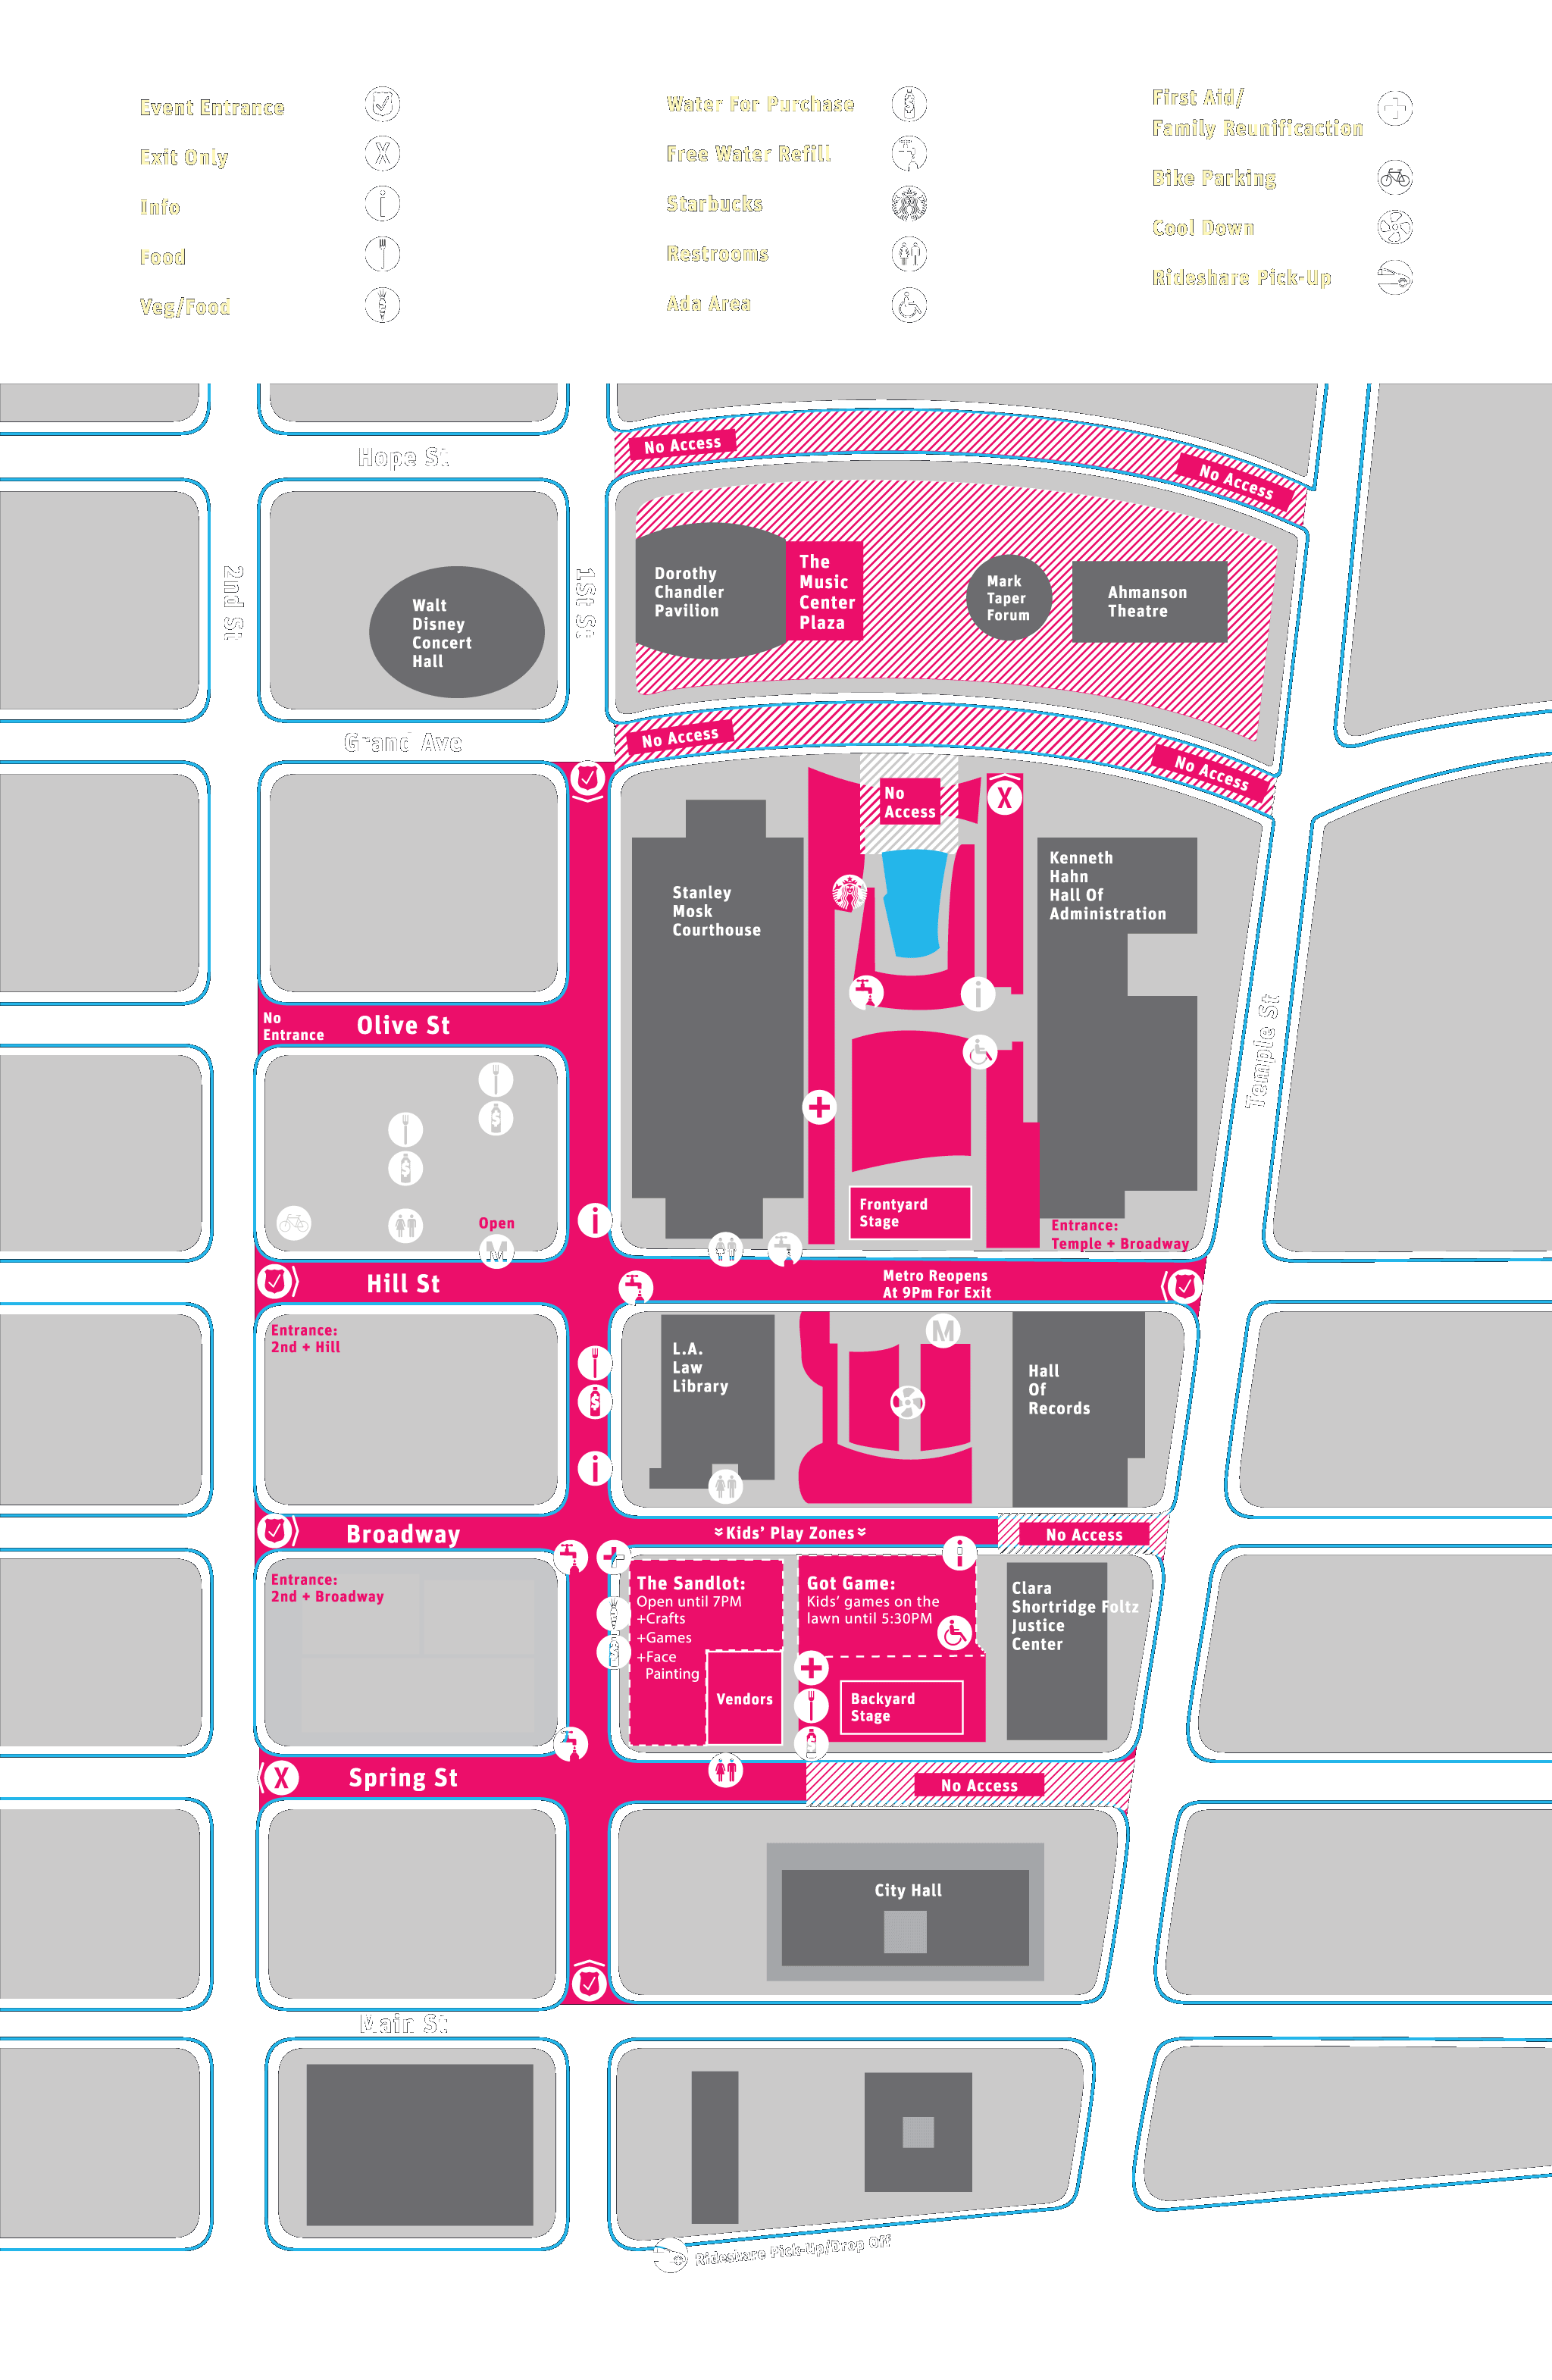 Event Entrance
Exit Only
Info
Food
Veg/Food
Water For Purchase
Free Water Refill
Starbucks
Restrooms
Ada Area
First Aid/
Family Reunificaction
Bike Parking
Cool Down
Rideshare Pick-Up
Hope St
No Access
No Access
2nd St
1St St
Walt
Disney
Concert
Hall
Dorothy
Chandler
Pavilion
The
Music
Center
Plaza
Mark
Taper
Forum
Ahmanson
Theatre
Grand Ave
No Access
No Access
No
Access
X
Stanley
Mosk
Courthouse
Kenneth
Hahn
Hall Of
Administration
No
Entrance
Olive St
Temple St
Open
M
Frontyard
Stage
Entrance:
Temple + Broadway
Hill St
Metro Reopens
At 9Pm For Exit
Entrance:
2nd + Hill
L.A.
Law
Library
M
Hall
Of
Records
Broadway
Kids' Play Zones
No Access
Entrance:
2nd + Broadway
The Sandlot:
Open until 7PM
+Crafts
+Games
+Face
Painting
Vendors
Got Game:
Kids' games on the
lawn until 5:30PM
Backyard
Stage
Clara
Shortridge Foltz
Justice
Center
X
Spring St
No Access
City Hall
Main St
Rideshare Pick-Up/Drop Off